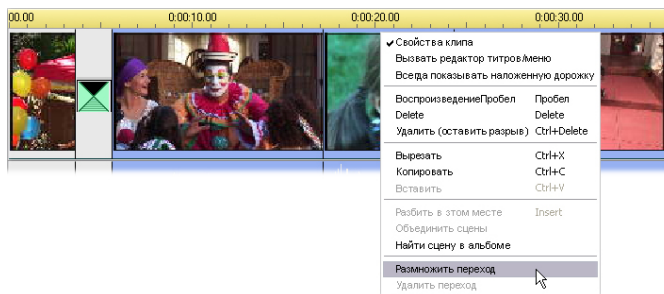 00.00 0:00:10.00 0:00:20.00 0:00:30.00
Свойства клипа
Вызвать редактор титров/меню
Всегда показывать наложенную дорожку
ВоспроизведениеПробел Пробел
Delete Delete
Удалить (оставить разрыв) Ctrl+Delete
Вырезать Ctrl+X
Копировать Ctrl+C
Вставить Ctrl+V
Разбить в этом месте Insert
Объединить сцены
Найти сцену в альбоме
Размножить переход
Удалить переход